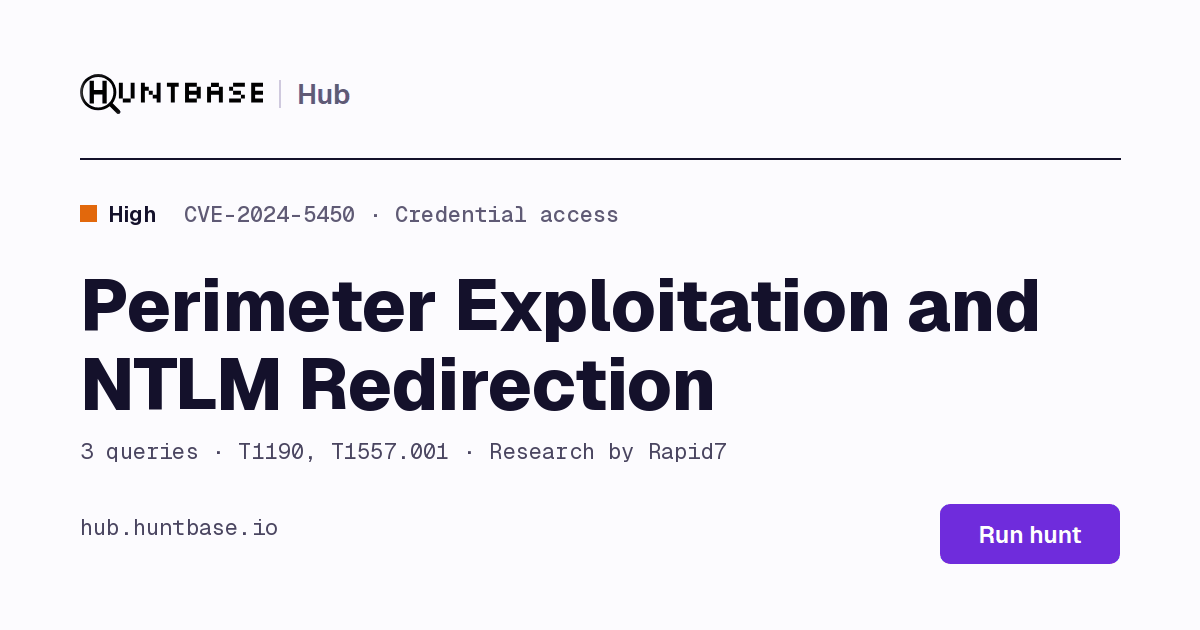 HUNTBASE | Hub
High CVE-2024-5450 · Credential access
Perimeter Exploitation and
NTLM Redirection
3 queries · T1190, T1557.001 · Research by Rapid7
hub.huntbase.io
Run hunt